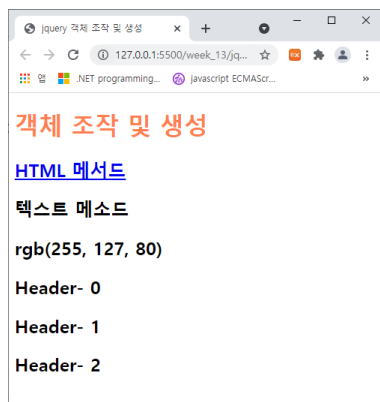 jquery 객체 조작 및 생성
127.0.0.1:5500/week_13/jq...
앱 .NET programming... javascript ECMAScr... »
객체 조작 및 생성
HTML 메서드
텍스트 메소드
rgb(255, 127, 80)
Header- 0
Header- 1
Header- 2